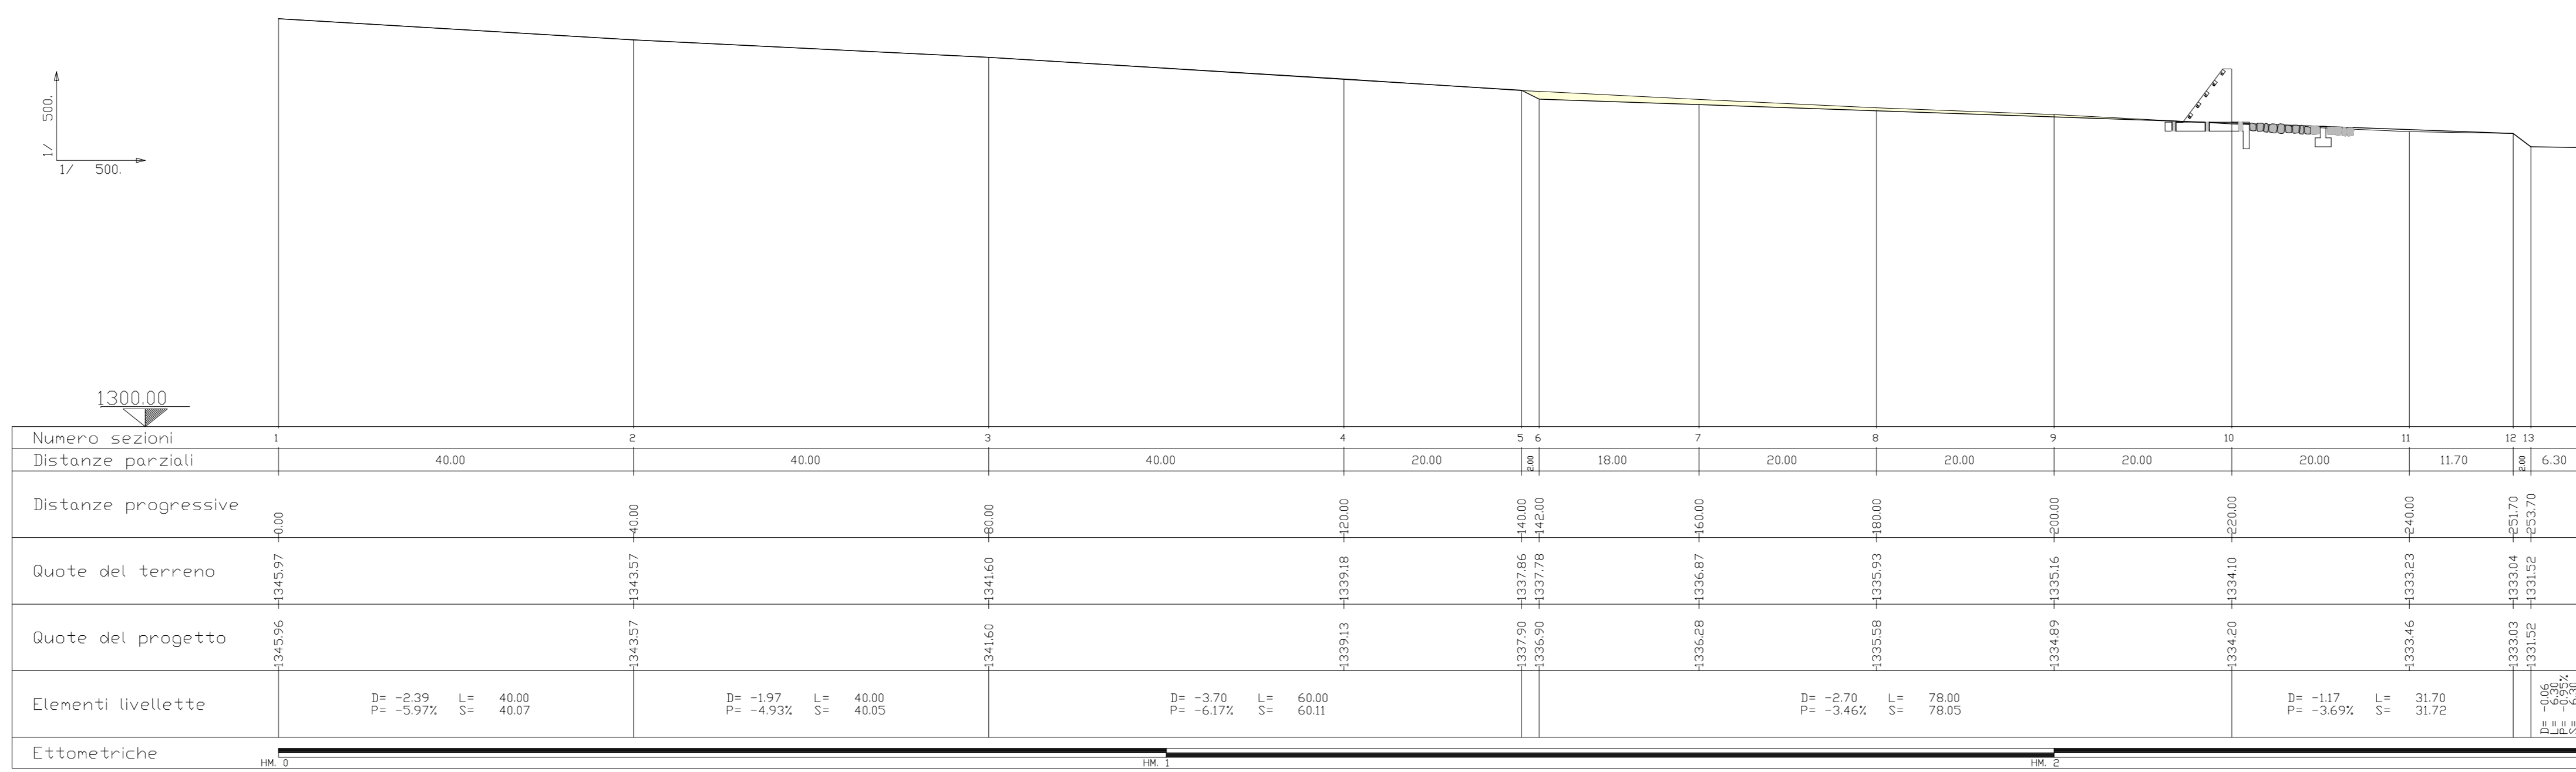 1/ 500.
1/ 500.
1300.00
Numero sezioni 1 2 3 4 5 6 7 8 9 10 11 12 13
Distanze parziali 40.00 40.00 40.00 20.00 2.00 18.00 20.00 20.00 20.00 20.00 11.70 2.00 6.30
Distanze progressive 0.00 40.00 80.00 120.00 140.00 142.00 160.00 180.00 200.00 220.00 240.00 251.70 253.70
Quote del terreno 1345.97 1343.57 1341.60 1339.18 1337.86 1337.78 1336.87 1335.93 1335.16 1334.10 1333.23 1333.04 1331.52
Quote del progetto 1345.96 1343.57 1341.60 1339.13 1337.90 1336.90 1336.28 1335.58 1334.89 1334.20 1333.46 1333.03 1331.52
Elementi livellette
D= -2.39 L= 40.00
P= -5.97% S= 40.07
D= -1.97 L= 40.00
P= -4.93% S= 40.05
D= -3.70 L= 60.00
P= -6.17% S= 60.11
D= -2.70 L= 78.00
P= -3.46% S= 78.05
D= -1.17 L= 31.70
P= -3.69% S= 31.72
D= -0.06
L= 6.30
P= -0.95%
S= 6.30
Ettometriche
HM. 0 HM. 1 HM. 2